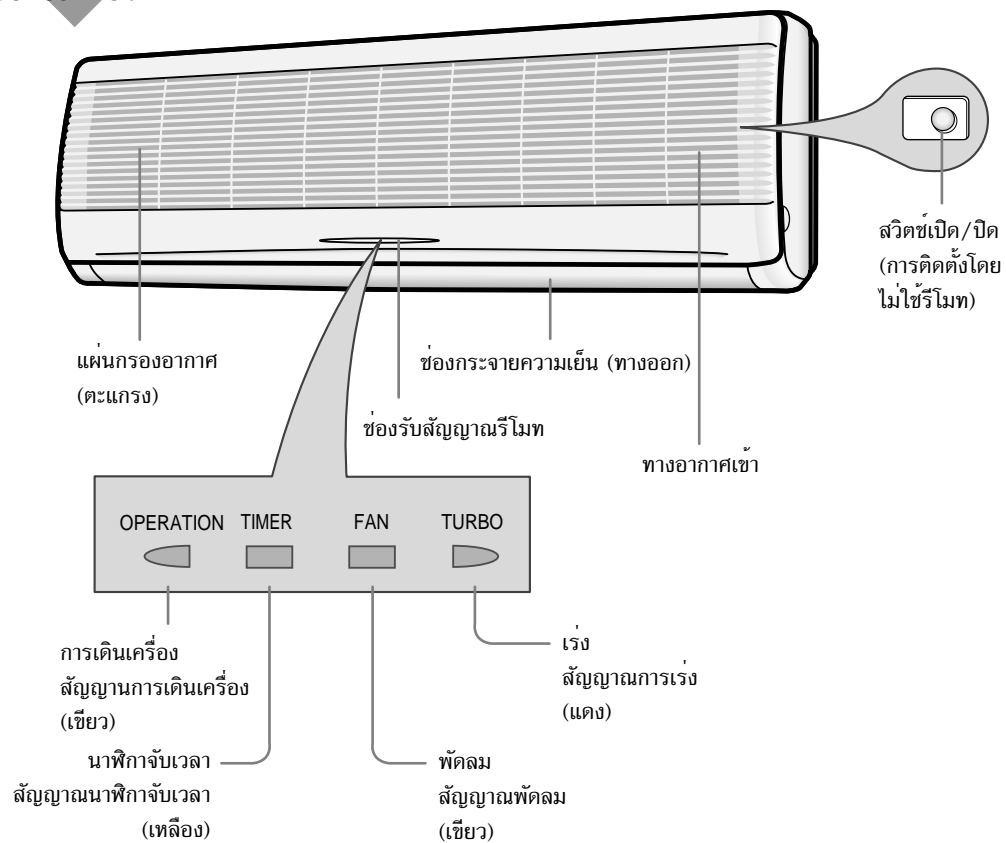 สวิตช์เปิด/ปิด
(การติดตั้งโดย
ไม่ใช้รีโมท)
แผ่นกรองอากาศ
(ตะแกรง)
ช่องกระจายความเย็น (ทางออก)
ช่องรับสัญญาณรีโมท
ทางอากาศเข้า
OPERATION TIMER FAN TURBO
การเดินเครื่อง
สัญญานการเดินเครื่อง
(เขียว)
เร่ง
สัญญาณการเร่ง
(แดง)
นาฬิกาจับเวลา
สัญญาณนาฬิกาจับเวลา
(เหลือง)
พัดลม
สัญญาณพัดลม
(เขียว)